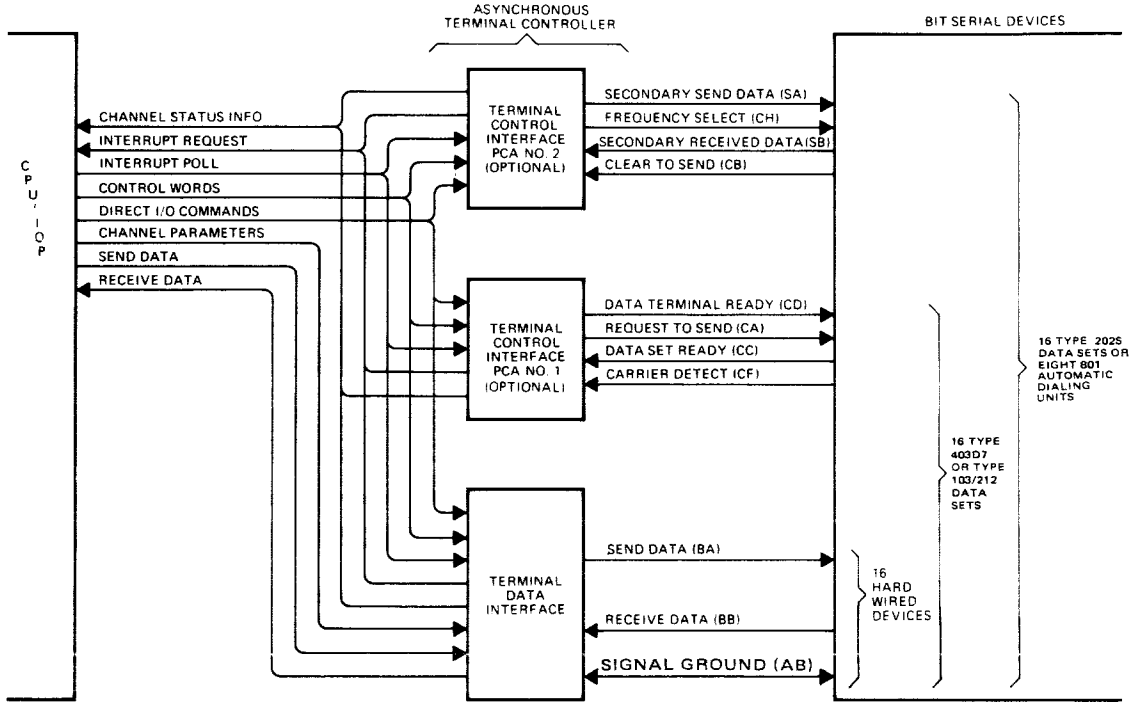 ASYNCHRONOUS
TERMINAL CONTROLLER
BIT SERIAL DEVICES
CPU/IOP
CHANNEL STATUS INFO
INTERRUPT REQUEST
INTERRUPT POLL
CONTROL WORDS
DIRECT I/O COMMANDS
CHANNEL PARAMETERS
SEND DATA
RECEIVE DATA
TERMINAL
CONTROL
INTERFACE
PCA NO. 2
(OPTIONAL)
SECONDARY SEND DATA (SA)
FREQUENCY SELECT (CH)
SECONDARY RECEIVED DATA(SB)
CLEAR TO SEND (CB)
TERMINAL
CONTROL
INTERFACE
PCA NO. 1
(OPTIONAL)
DATA TERMINAL READY (CD)
REQUEST TO SEND (CA)
DATA SET READY (CC)
CARRIER DETECT (CF)
TERMINAL
DATA
INTERFACE
SEND DATA (BA)
RECEIVE DATA (BB)
SIGNAL GROUND (AB)
16
HARD
WIRED
DEVICES
16 TYPE
403D7
OR TYPE
103/212
DATA
SETS
16 TYPE 202S
DATA SETS OR
EIGHT 801
AUTOMATIC
DIALING
UNITS